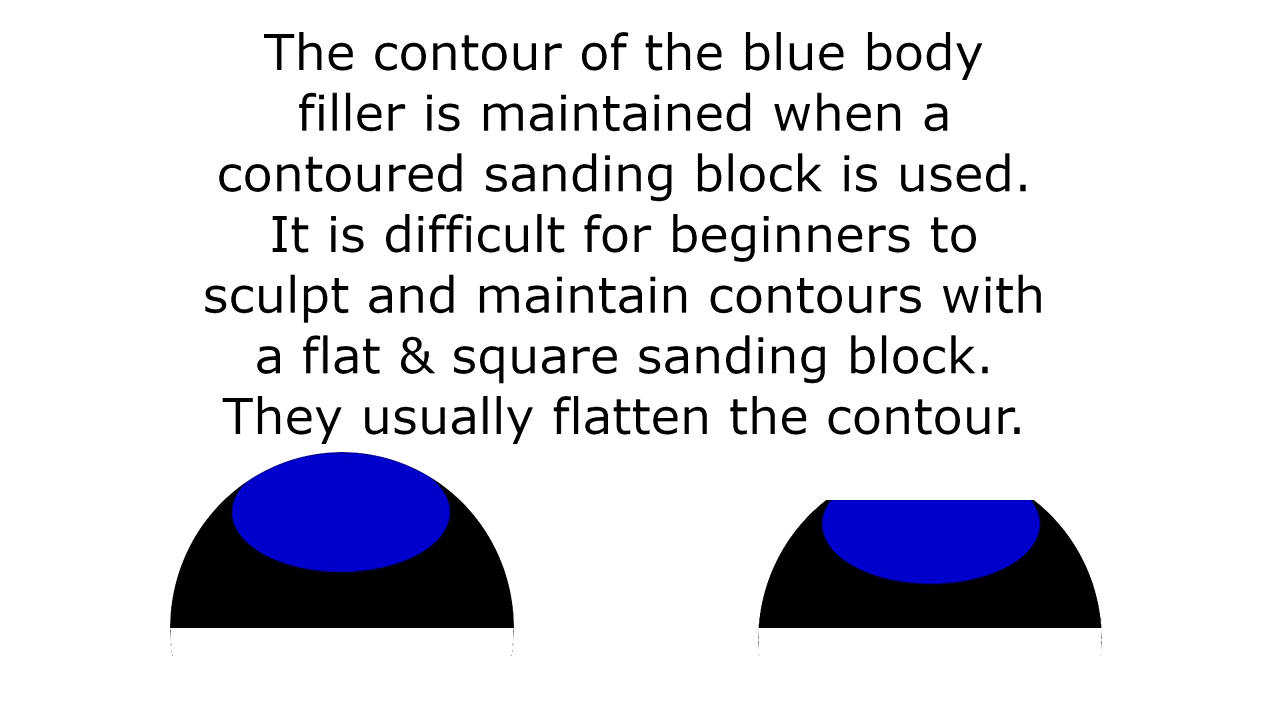 The contour of the blue body
filler is maintained when a
contoured sanding block is used.
It is difficult for beginners to
sculpt and maintain contours with
a flat & square sanding block.
They usually flatten the contour.